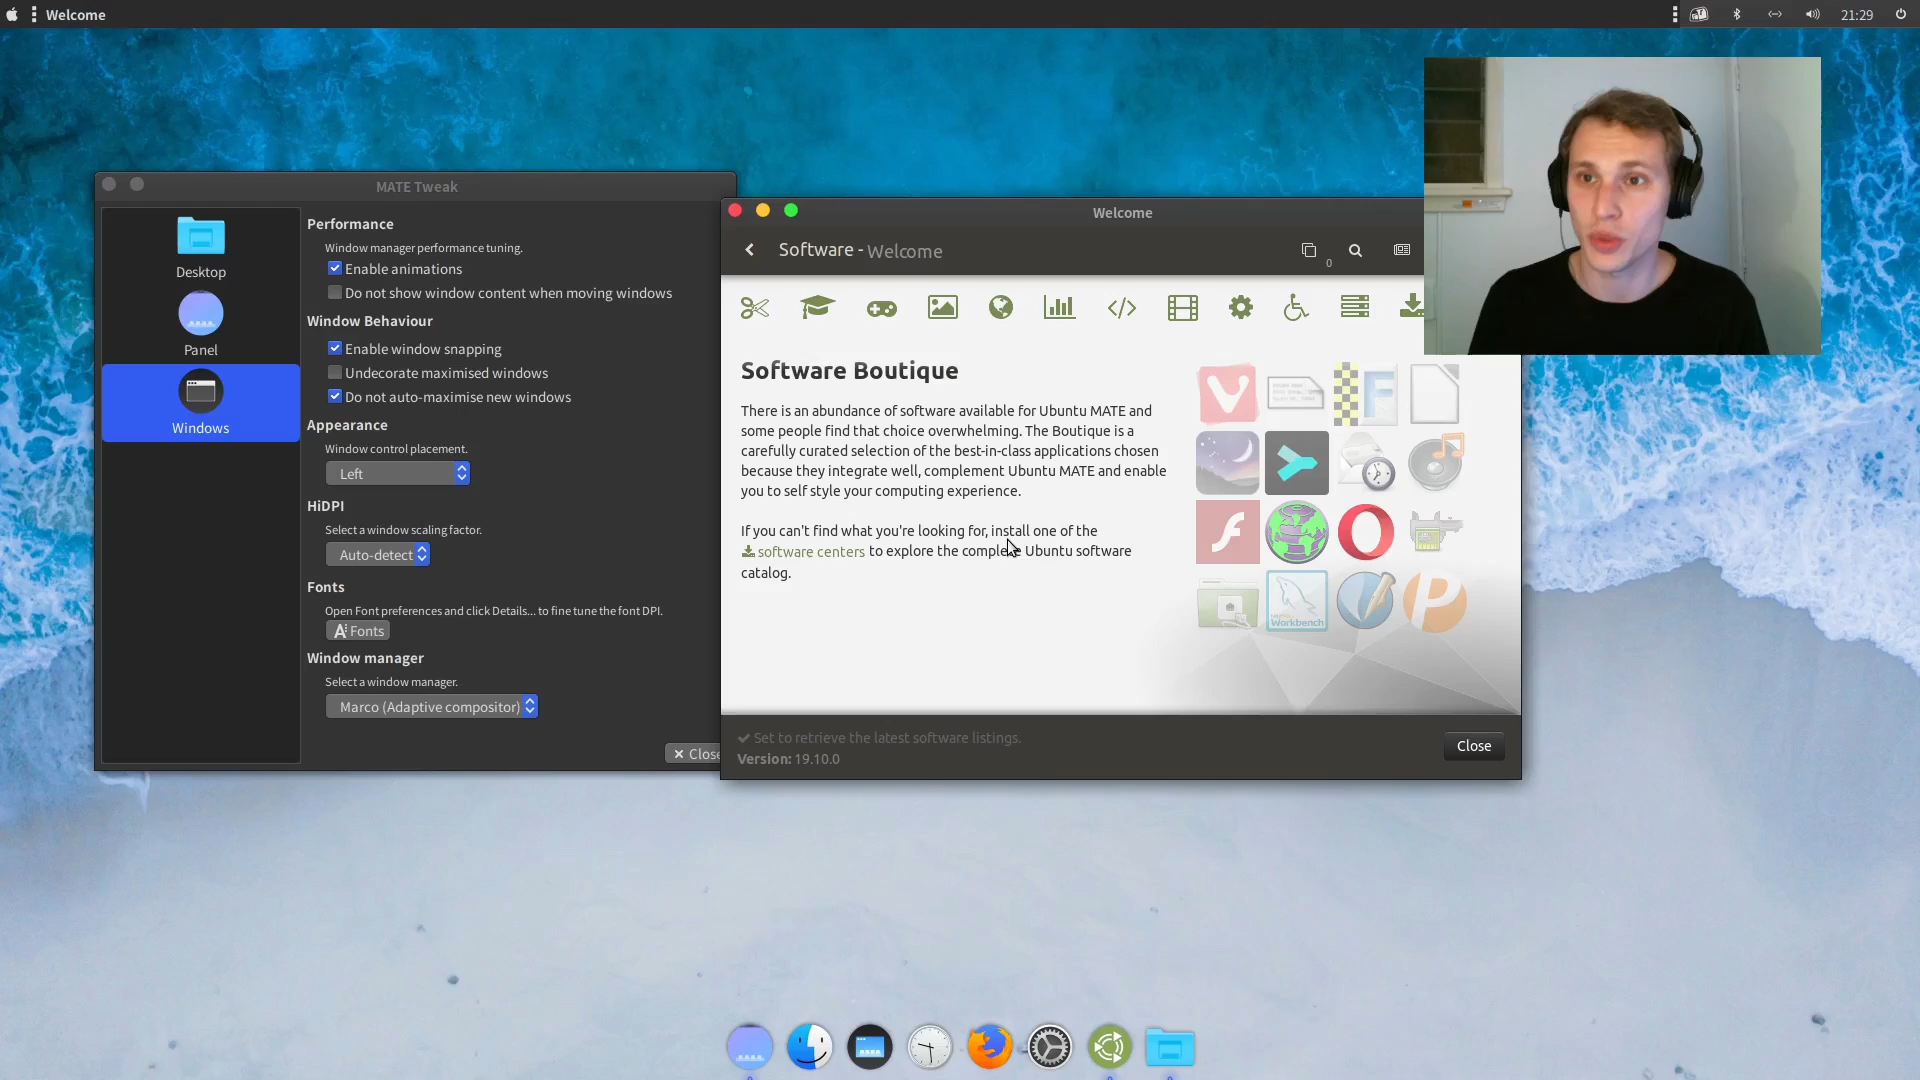 Welcome
21:29
MATE Tweak
Desktop
Panel
Windows
Performance
Window manager performance tuning.
Enable animations
Do not show window content when moving windows
Window Behaviour
Enable window snapping
Undecorate maximised windows
Do not auto-maximise new windows
Appearance
Window control placement.
Left
HiDPI
Select a window scaling factor.
Auto-detect
Fonts
Open Font preferences and click Details... to fine tune the font DPI.
Fonts
Window manager
Select a window manager.
Marco (Adaptive compositor)
Close
Welcome
Software - Welcome
0
Software Boutique
There is an abundance of software available for Ubuntu MATE and
some people find that choice overwhelming. The Boutique is a
carefully curated selection of the best-in-class applications chosen
because they integrate well, complement Ubuntu MATE and enable
you to self style your computing experience.
If you can't find what you're looking for, install one of the
software centers to explore the complete Ubuntu software
catalog.
Workbench
Set to retrieve the latest software listings.
Version: 19.10.0
Close